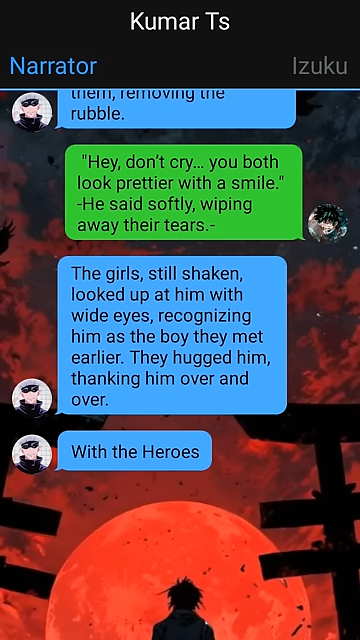 Kumar Ts
Narrator
Izuku
them, removing the
rubble.
"Hey, don't cry… you both
look prettier with a smile."
-He said softly, wiping
away their tears.-
The girls, still shaken,
looked up at him with
wide eyes, recognizing
him as the boy they met
earlier. They hugged him,
thanking him over and
over.
With the Heroes